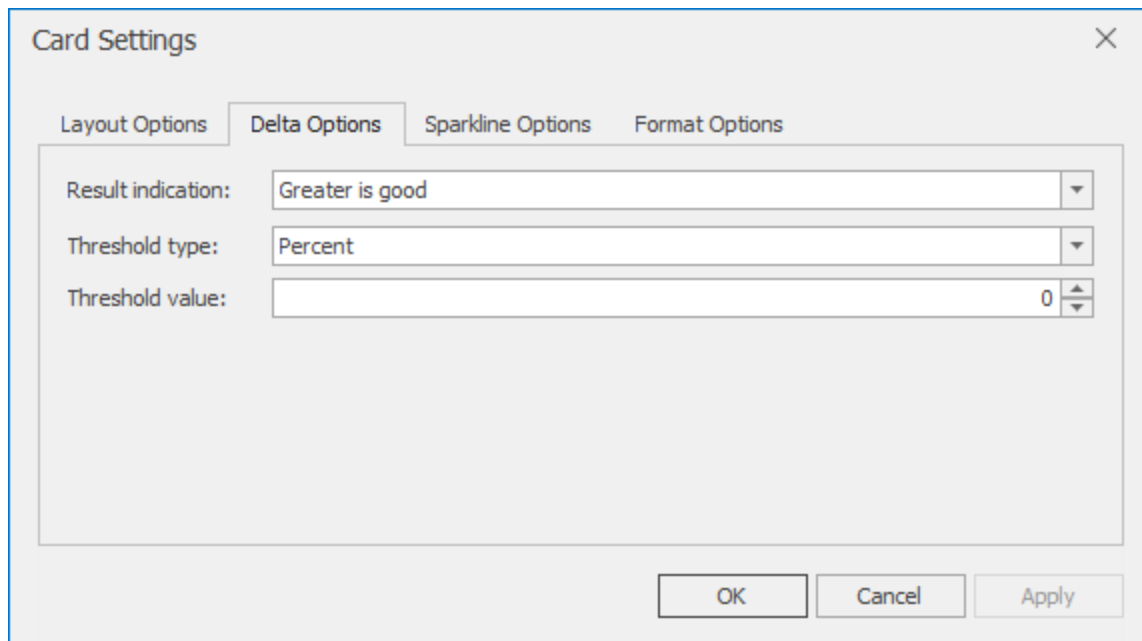 Card Settings
Layout Options Delta Options Sparkline Options Format Options
Result indication: Greater is good
Threshold type: Percent
Threshold value: 0
OK Cancel Apply